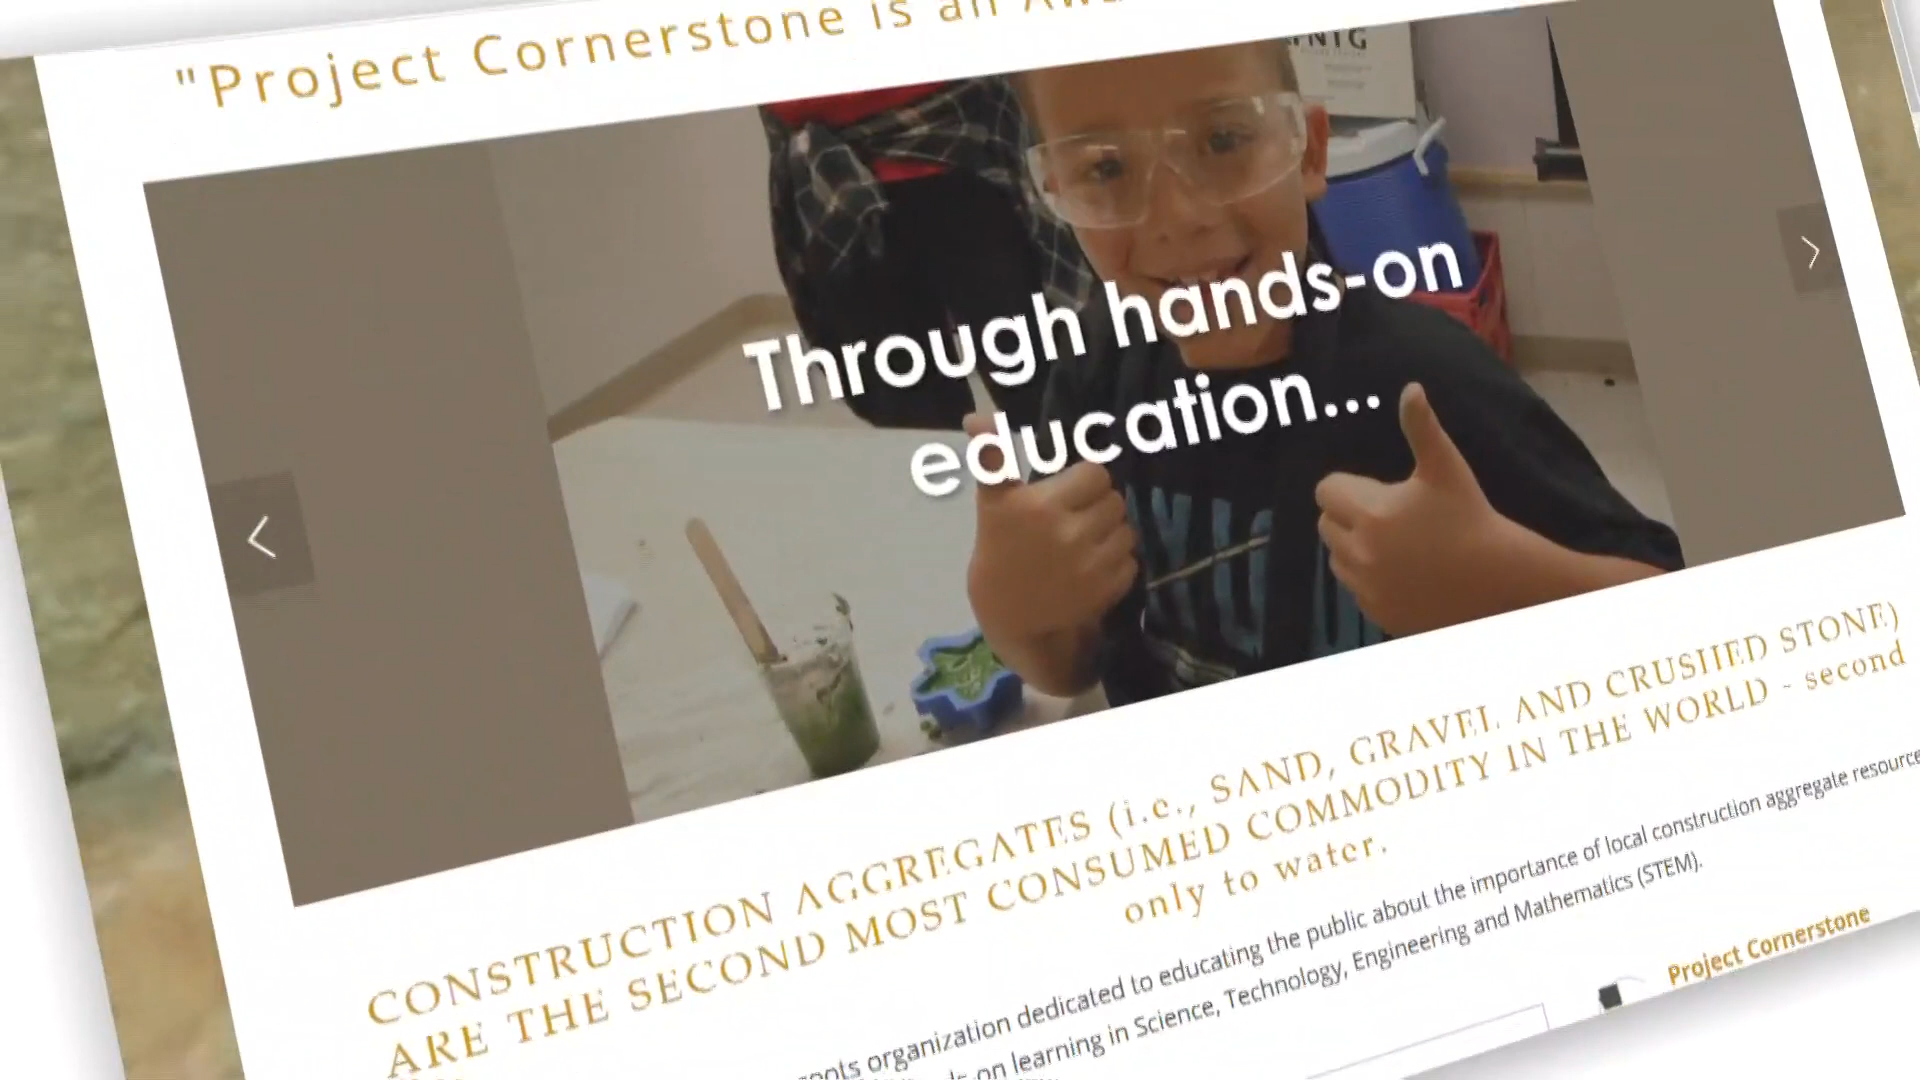 "Project Cornerstone is an
Through hands-on
education...
CONSTRUCTION AGGREGATES (i.e., SAND, GRAVEL AND CRUSHED STONE)
ARE THE SECOND MOST CONSUMED COMMODITY IN THE WORLD - second
only to water.
organization dedicated to educating the public about the importance of local construction aggregate resource
on learning in Science, Technology, Engineering and Mathematics (STEM).
Project Cornerstone